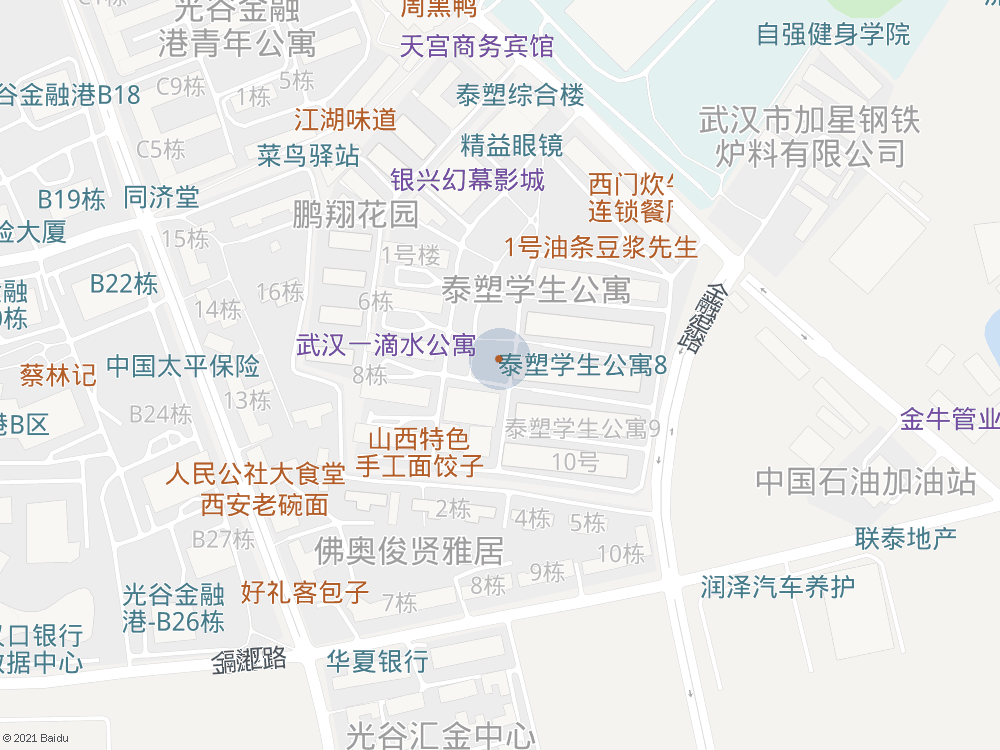 光谷金融
港青年公寓
周黑鸭
天宫商务宾馆
自强健身学院
C9栋
5栋
谷金融港B18
1栋
泰塑综合楼
江湖味道
武汉市加星钢铁
炉料有限公司
C5栋
菜鸟驿站
精益眼镜
银兴幻幕影城
西门炊
连锁餐
B19栋
同济堂
鹏翔花园
险大厦
15栋
1号楼
1号油条豆浆先生
B22栋
16栋
6栋
泰塑学生公寓
融
栋
14栋
金融港路
武汉一滴水公寓
泰塑学生公寓8
中国太平保险
蔡林记
8栋
13栋
B24栋
港B区
金牛管业
泰塑学生公寓9
山西特色
手工面饺子
10号
人民公社大食堂
西安老碗面
中国石油加油站
2栋
4栋
5栋
B27栋
佛奥俊贤雅居
10栋
联泰地产
9栋
8栋
润泽汽车养护
光谷金融
港-B26栋
好礼客包子
7栋
口银行
数据中心
华夏银行
光谷汇金中心
© 2021 Baidu